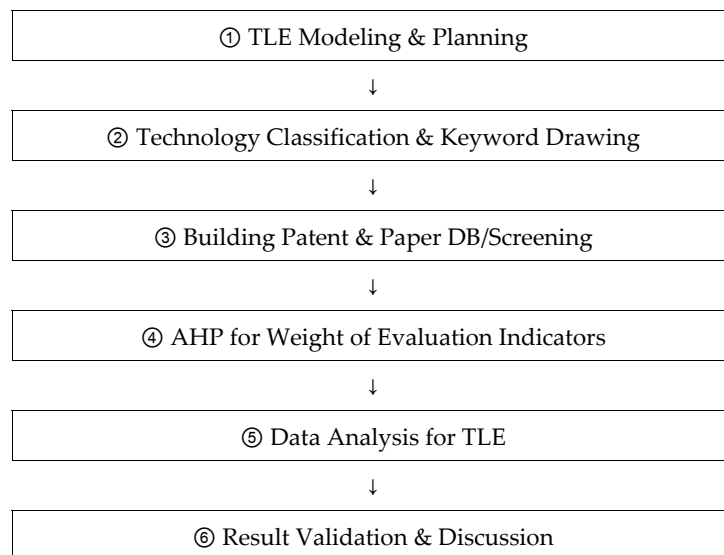 ① TLE Modeling & Planning
↓
② Technology Classification & Keyword Drawing
↓
③ Building Patent & Paper DB/Screening
↓
④ AHP for Weight of Evaluation Indicators
↓
⑤ Data Analysis for TLE
↓
⑥ Result Validation & Discussion